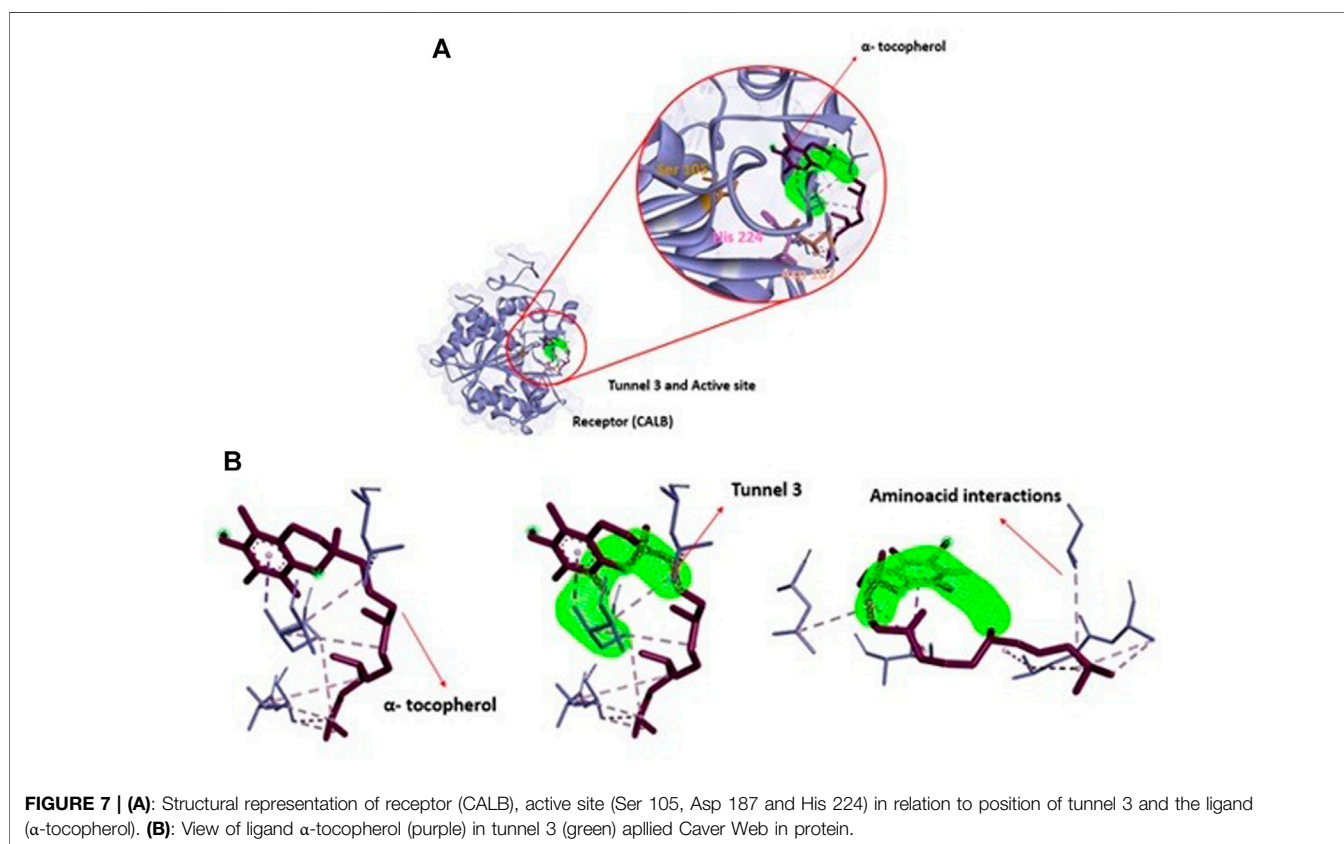 A
α- tocopherol
Ser 105
His 224
Asp 187
Tunnel 3 and Active site
Receptor (CALB)
B
Tunnel 3
Aminoacid interactions
α- tocopherol
FIGURE 7 | (A): Structural representation of receptor (CALB), active site (Ser 105, Asp 187 and His 224) in relation to position of tunnel 3 and the ligand
(α-tocopherol). (B): View of ligand α-tocopherol (purple) in tunnel 3 (green) apllied Caver Web in protein.